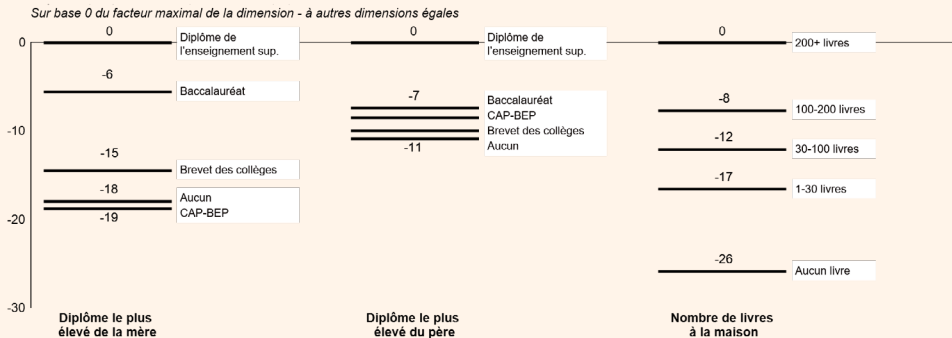 Sur base 0 du facteur maximal de la dimension - à autres dimensions égales
0
-10
-20
-30
0
Diplôme de
l'enseignement sup.
-6
Baccalauréat
-15
Brevet des collèges
-18
Aucun
CAP-BEP
-19
Diplôme le plus
élevé de la mère
0
Diplôme de
l'enseignement sup.
-7
Baccalauréat
CAP-BEP
Brevet des collèges
Aucun
-11
Diplôme le plus
élevé du père
0
200+ livres
-8
100-200 livres
-12
30-100 livres
-17
1-30 livres
-26
Aucun livre
Nombre de livres
à la maison